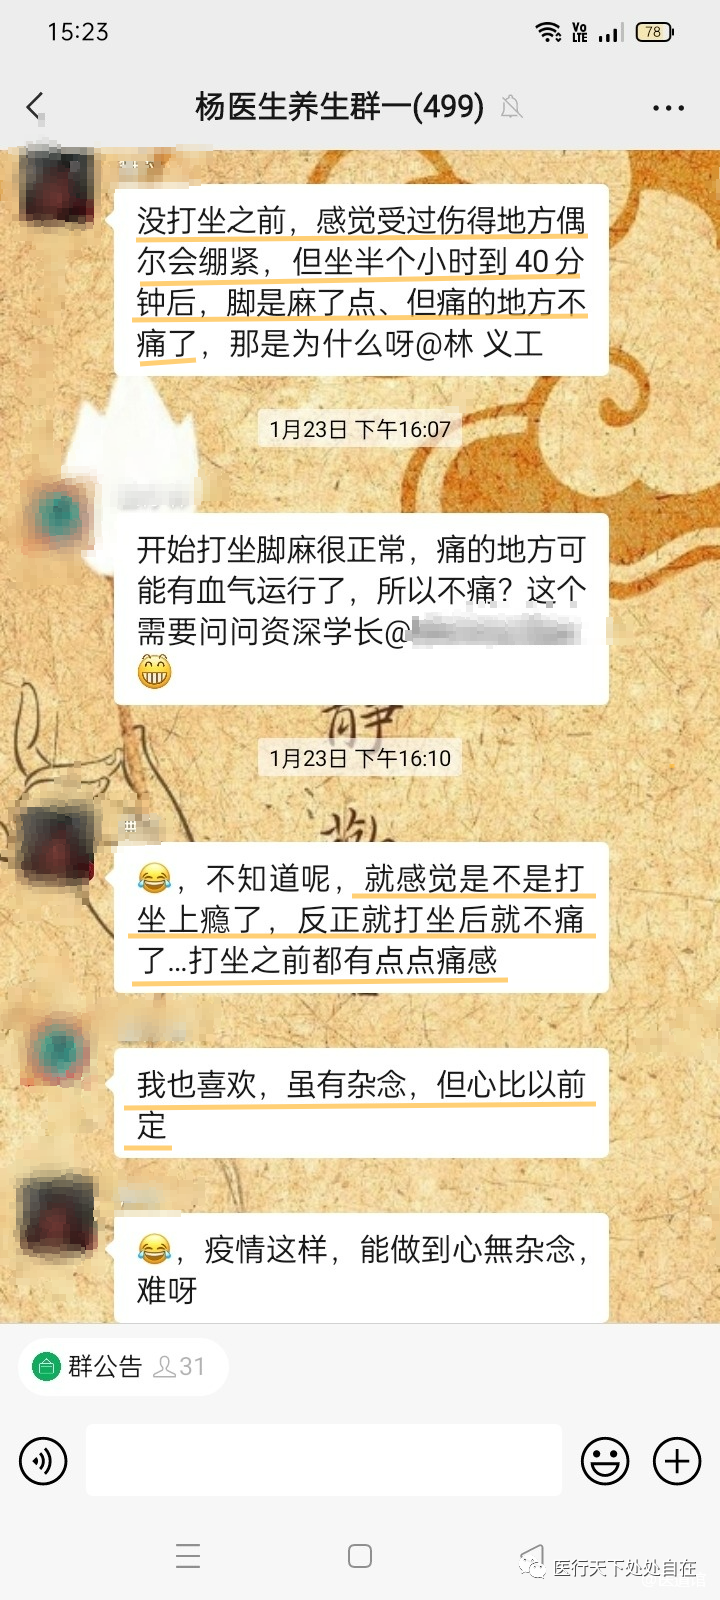 15:23
VoLTE
78
杨医生养生群一(499)
没打坐之前，感觉受过伤得地方偶
尔会绷紧，但坐半个小时到 40 分
钟后，脚是麻了点、但痛的地方不
痛了，那是为什么呀@林 义工
1月23日 下午16:07
开始打坐脚麻很正常，痛的地方可
能有血气运行了，所以不痛？这个
需要问问资深学长@
😁
静
1月23日 下午16:10
😂，不知道呢，就感觉是不是打
坐上瘾了，反正就打坐后就不痛
了...打坐之前都有点点痛感
我也喜欢，虽有杂念，但心比以前
定
😂，疫情这样，能做到心無杂念，
难呀
群公告 31
医行天下处处自在